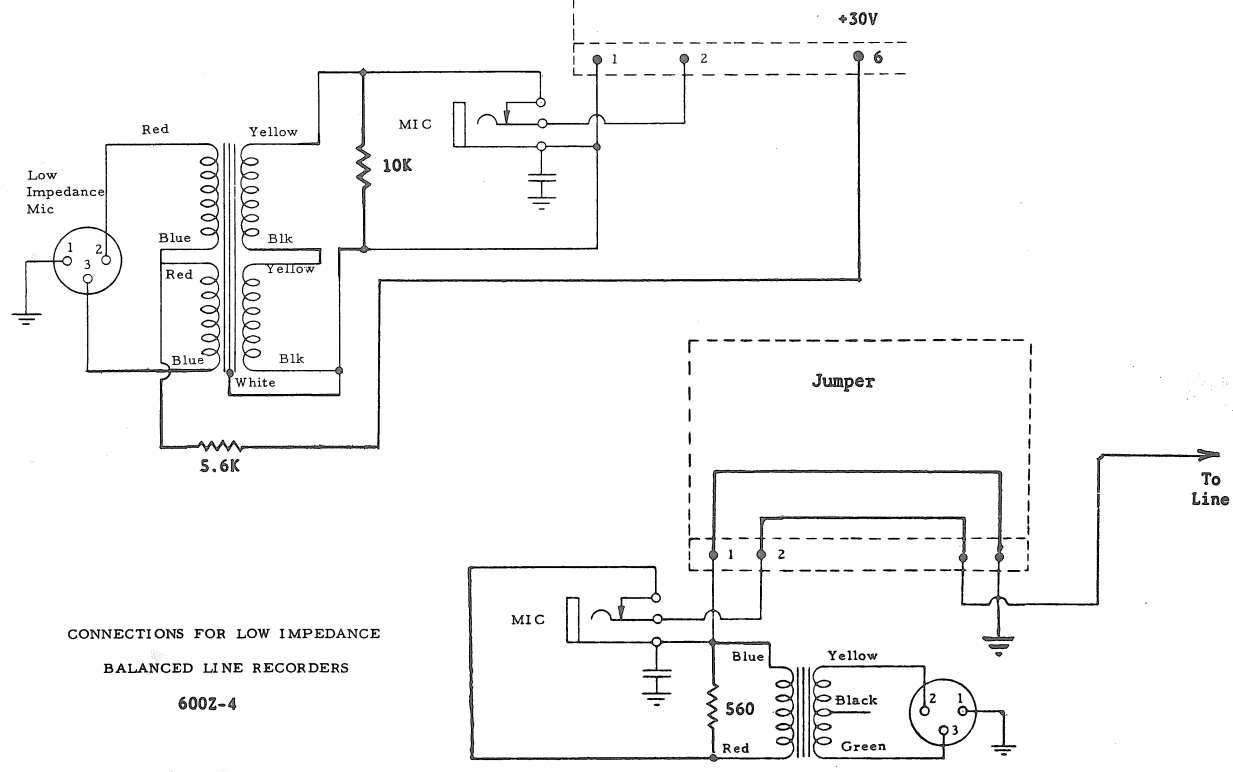 +30V
1
2
6
MIC
Red
Yellow
10K
Low
Impedance
Mic
1
2
3
Blue
Blk
Red
Yellow
Blue
Blk
White
5.6K
Jumper
To
Line
1
2
MIC
CONNECTIONS FOR LOW IMPEDANCE
BALANCED LINE RECORDERS
600Z-4
Blue
Yellow
560
Black
2
1
3
Red
Green